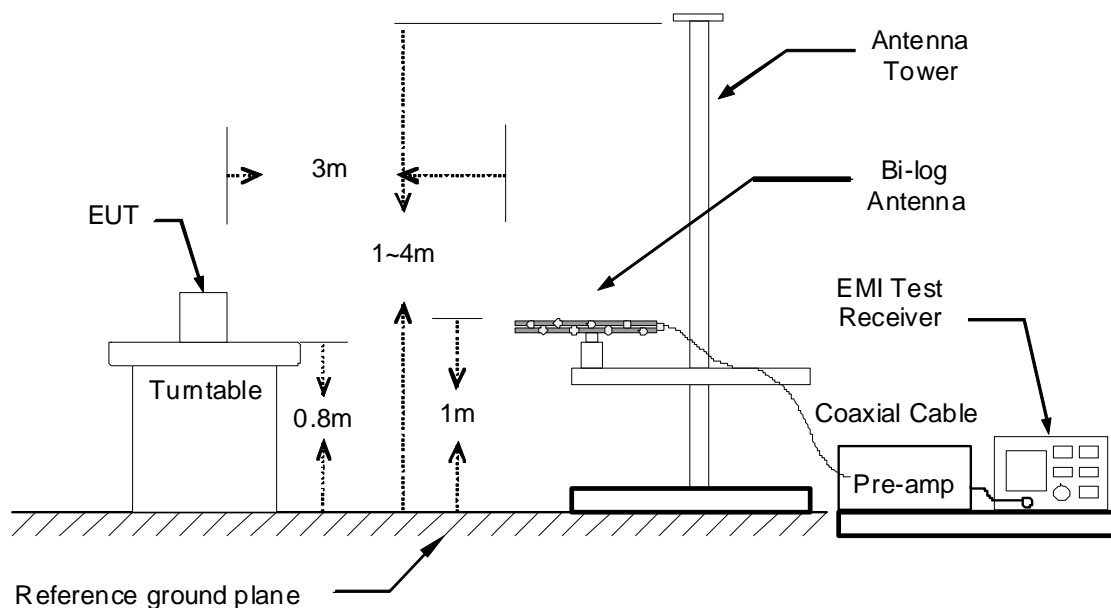 Antenna
Tower
3m
Bi-log
Antenna
EUT
1~4m
EMI Test
Receiver
Turntable
0.8m
1m
Coaxial Cable
Pre-amp
Reference ground plane